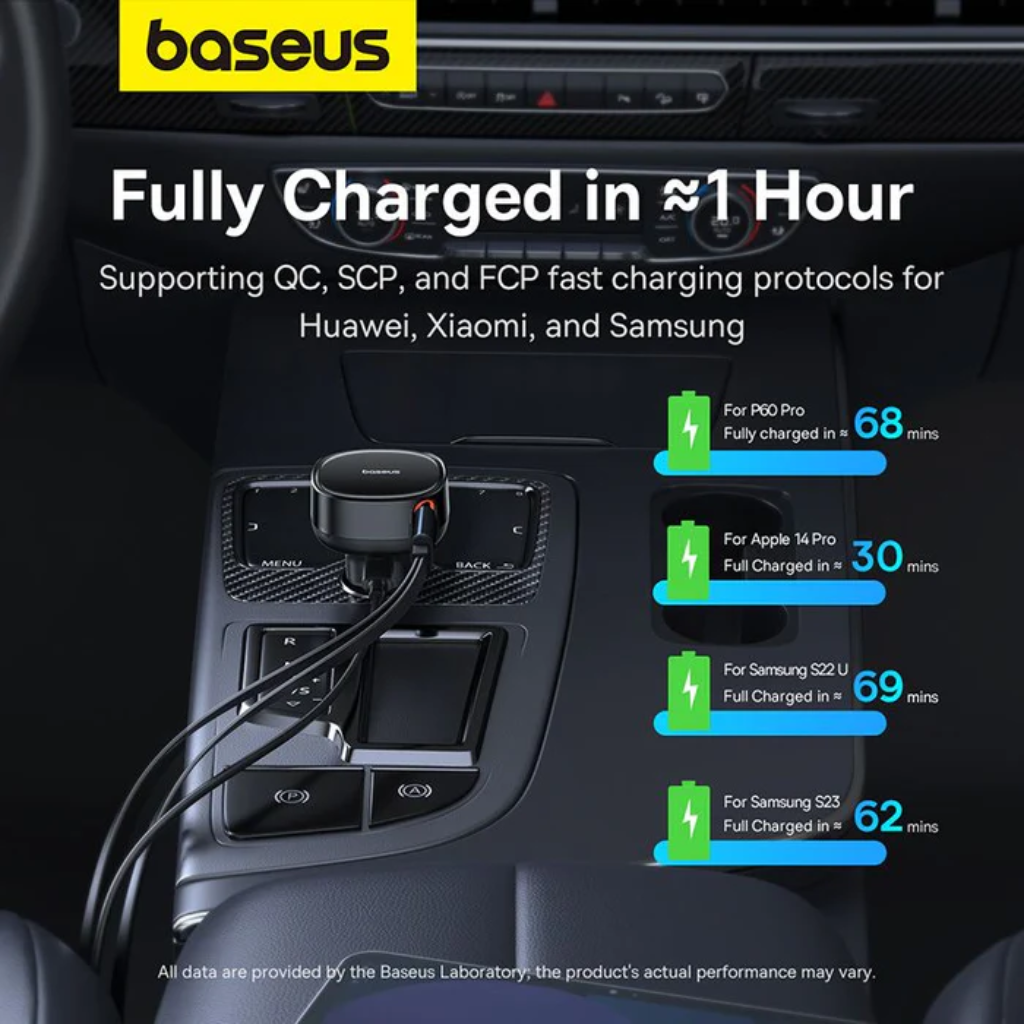 baseus
Fully Charged in ≈1 Hour
Supporting QC, SCP, and FCP fast charging protocols for
Huawei, Xiaomi, and Samsung
For P60 Pro
Fully charged in ≈ 68 mins
For Apple 14 Pro
Full Charged in ≈ 30 mins
For Samsung S22 U
Full Charged in ≈ 69 mins
For Samsung S23
Full Charged in ≈ 62 mins
baseus
MENU
BACK
R
P
A
All data are provided by the Baseus Laboratory; the product's actual performance may vary.